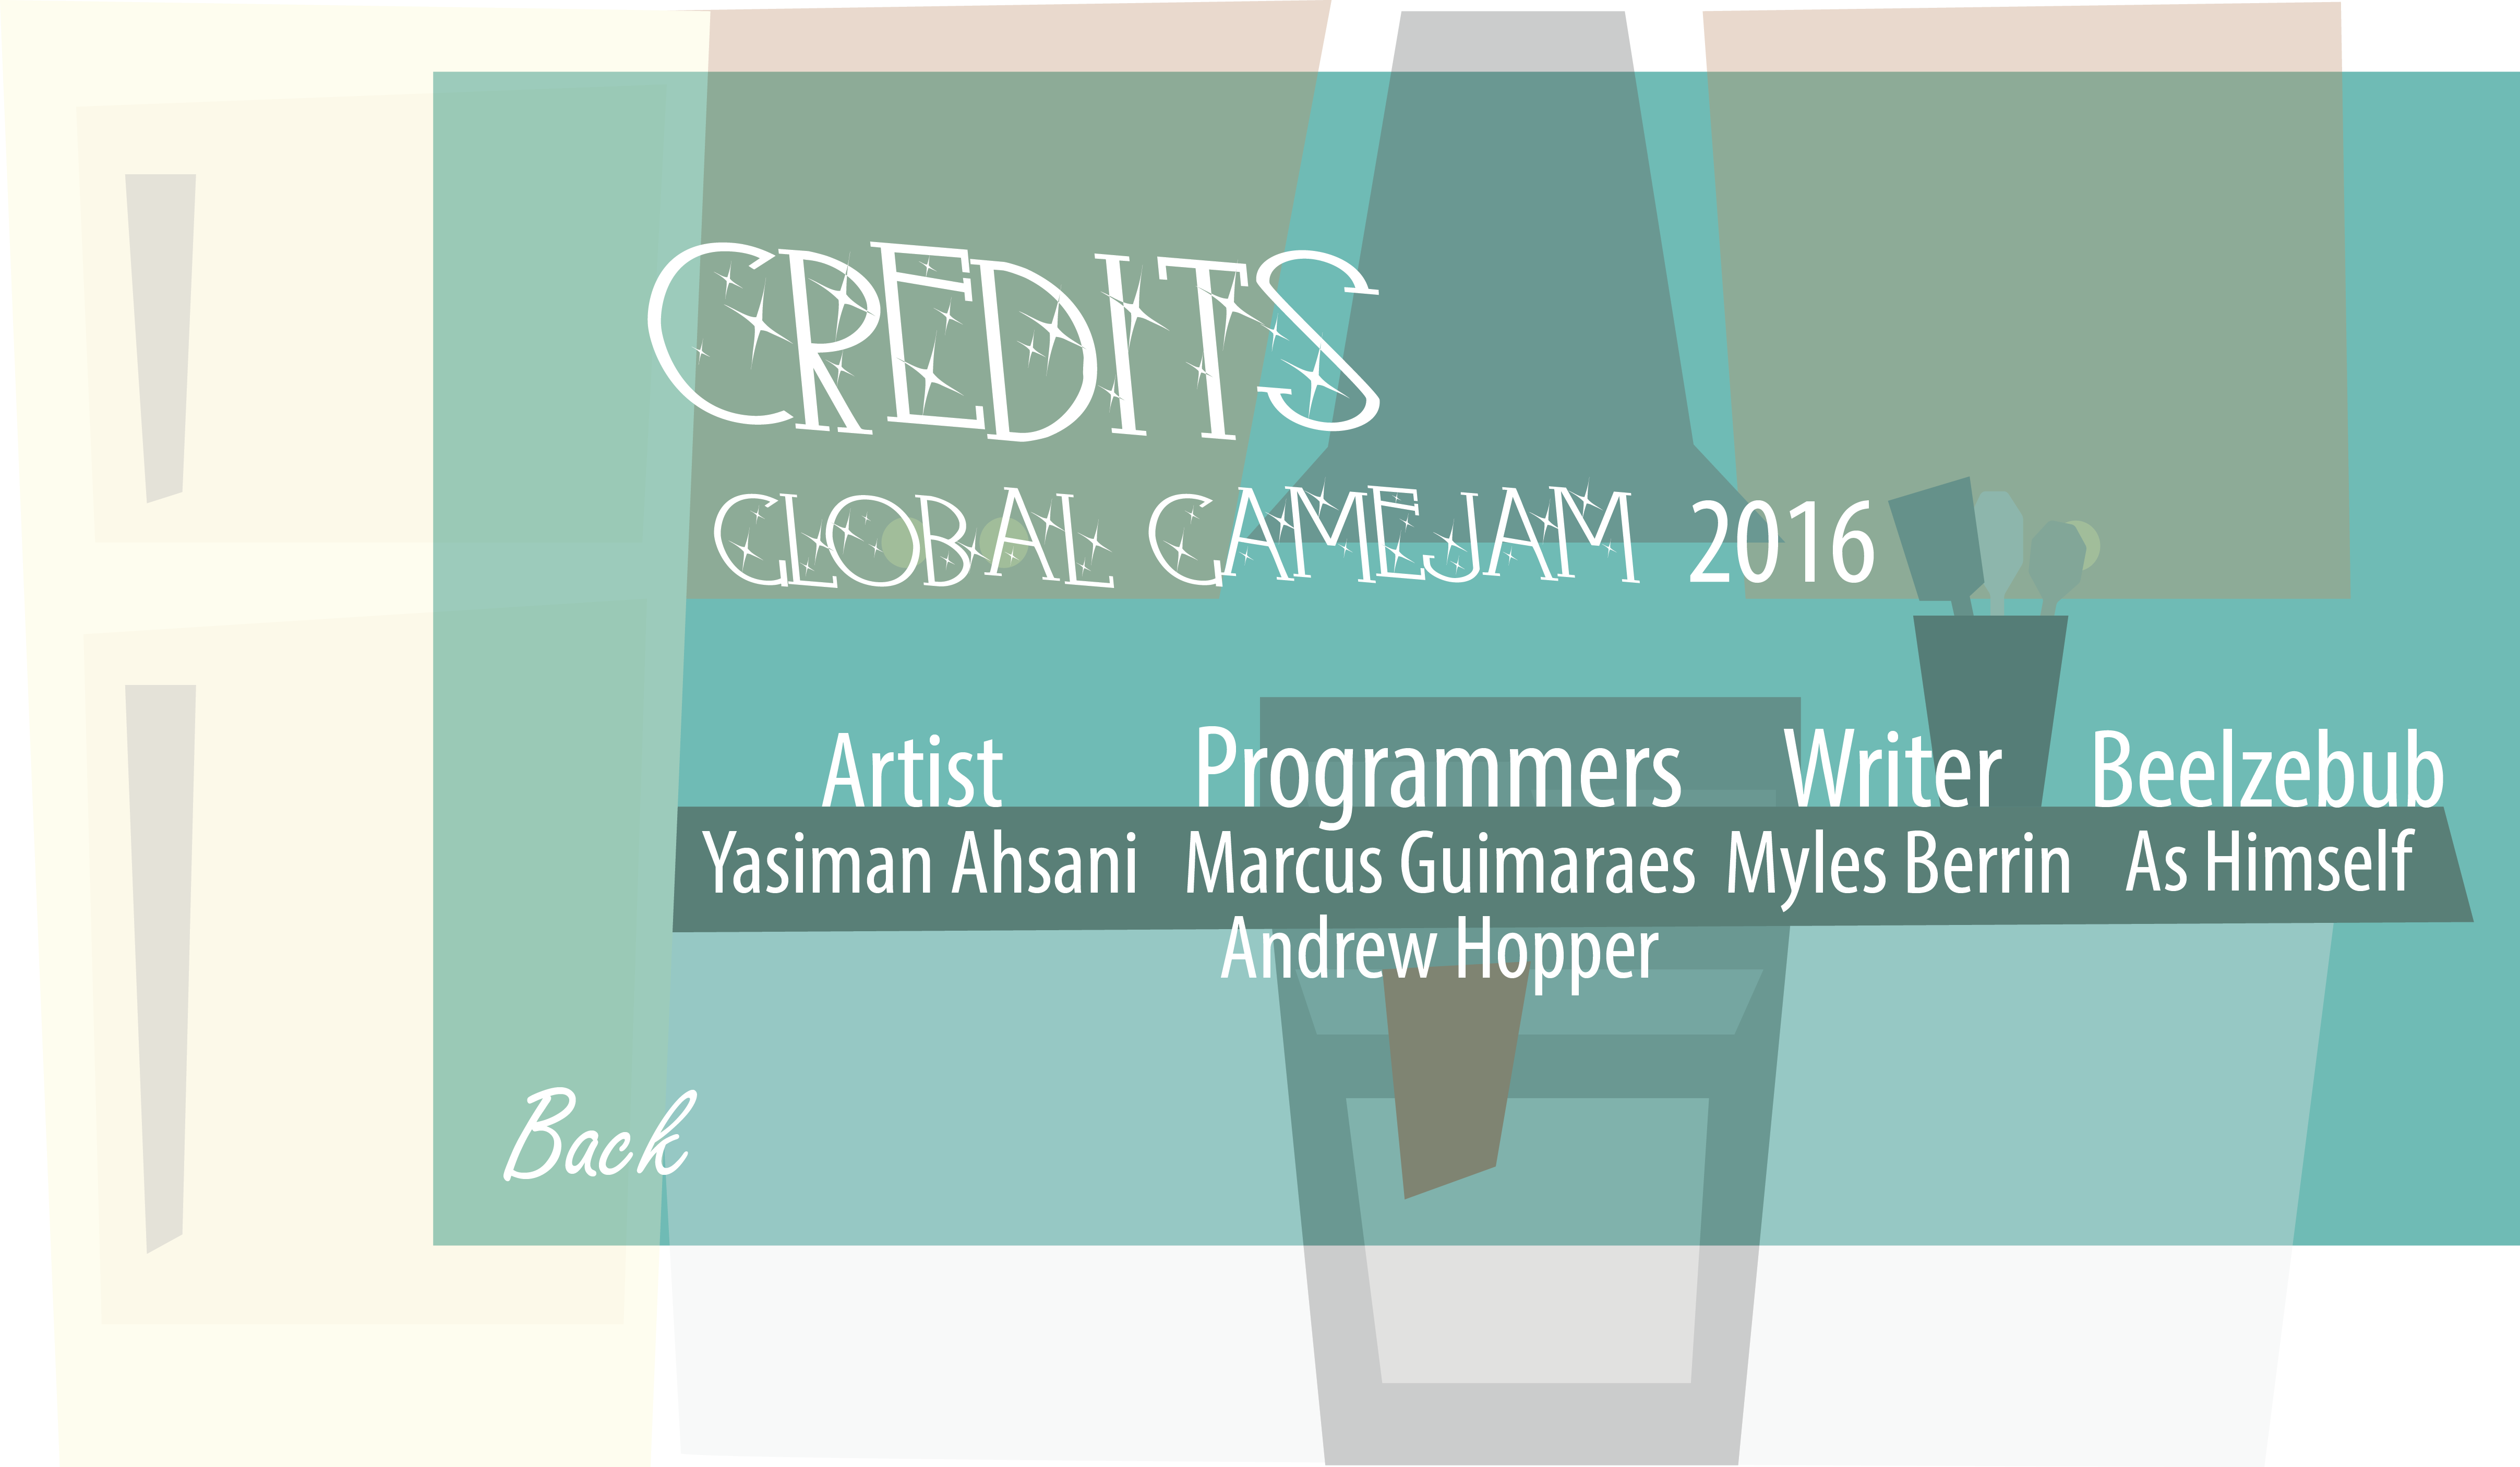 CREDITS
GLOBAL GAMEJAM 2016
Artist Programmers Writer Beelzebub
Yasiman Ahsani Marcus Guimaraes Myles Berrin As Himself
Andrew Hopper
Back